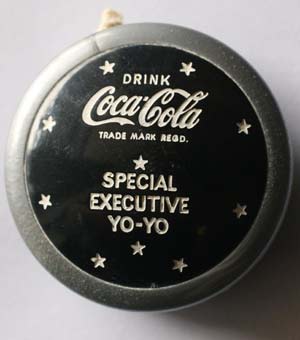 DRINK
Coca-Cola
TRADE MARK REGD.
SPECIAL
EXECUTIVE
YO-YO